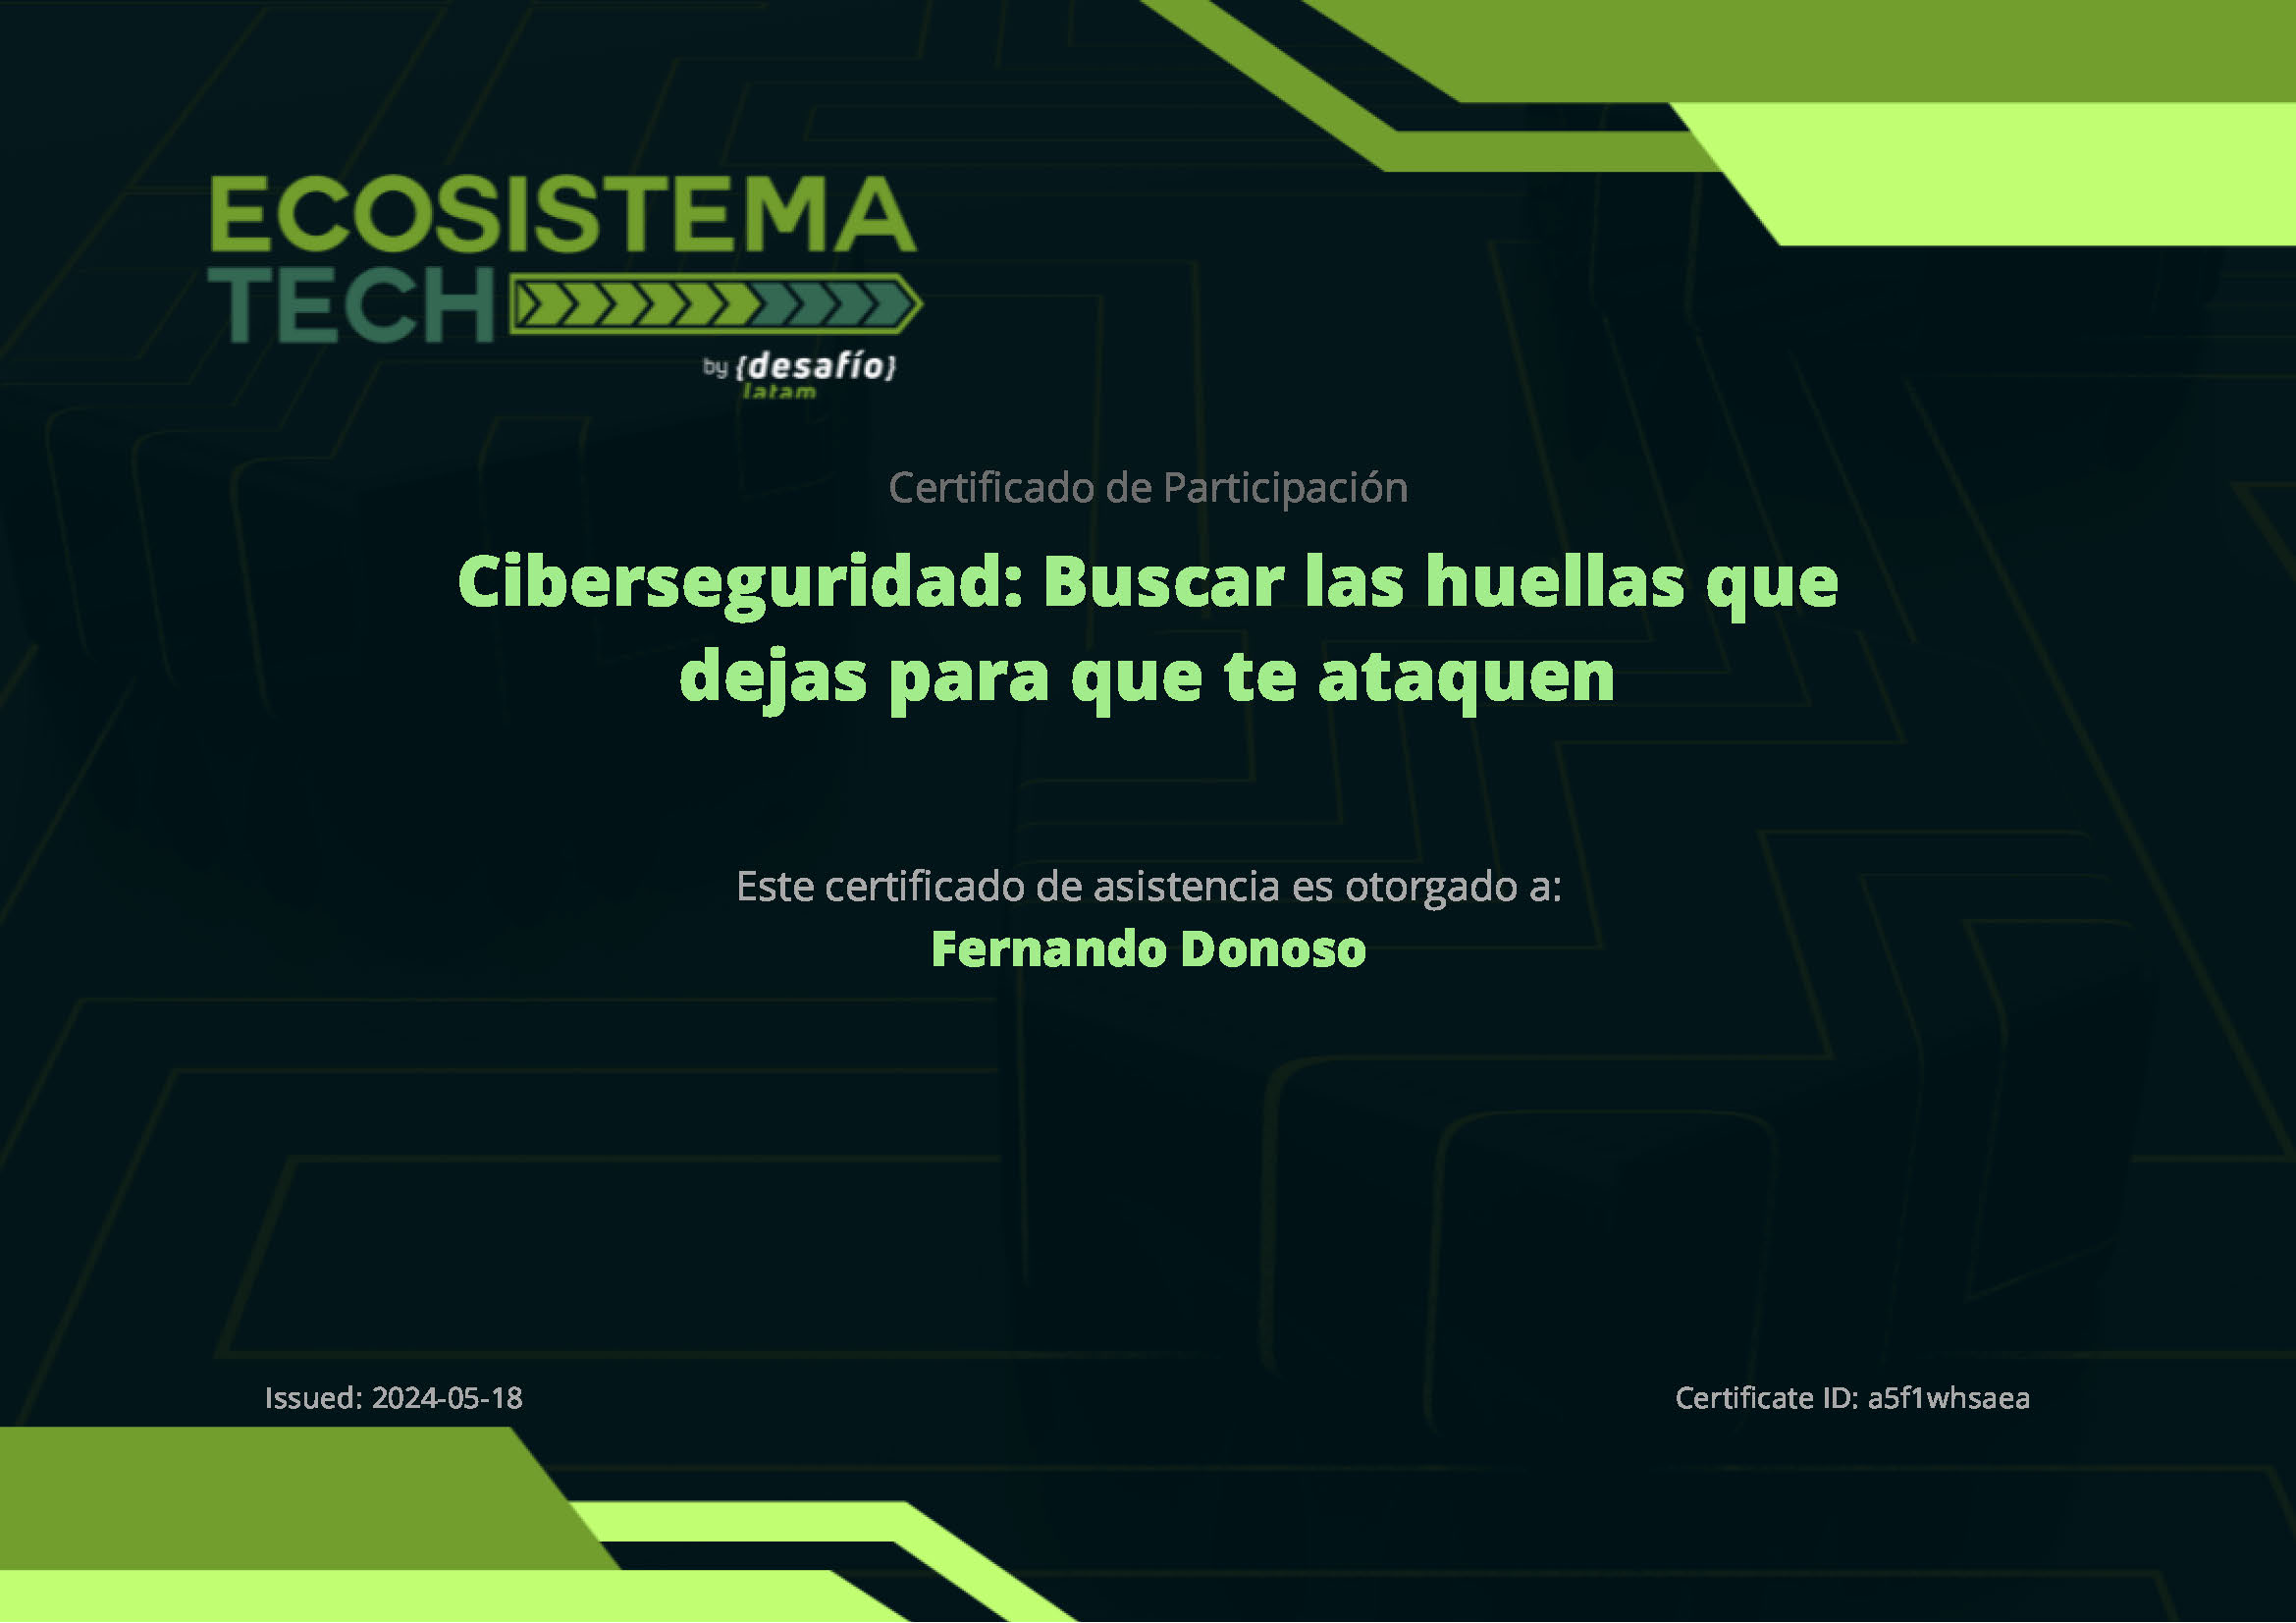 ECOSISTEMA
TECH
by {desafío}
latam
Certificado de Participación
Ciberseguridad: Buscar las huellas que
dejas para que te ataquen
Este certificado de asistencia es otorgado a:
Fernando Donoso
Issued: 2024-05-18
Certificate ID: a5f1whsaea